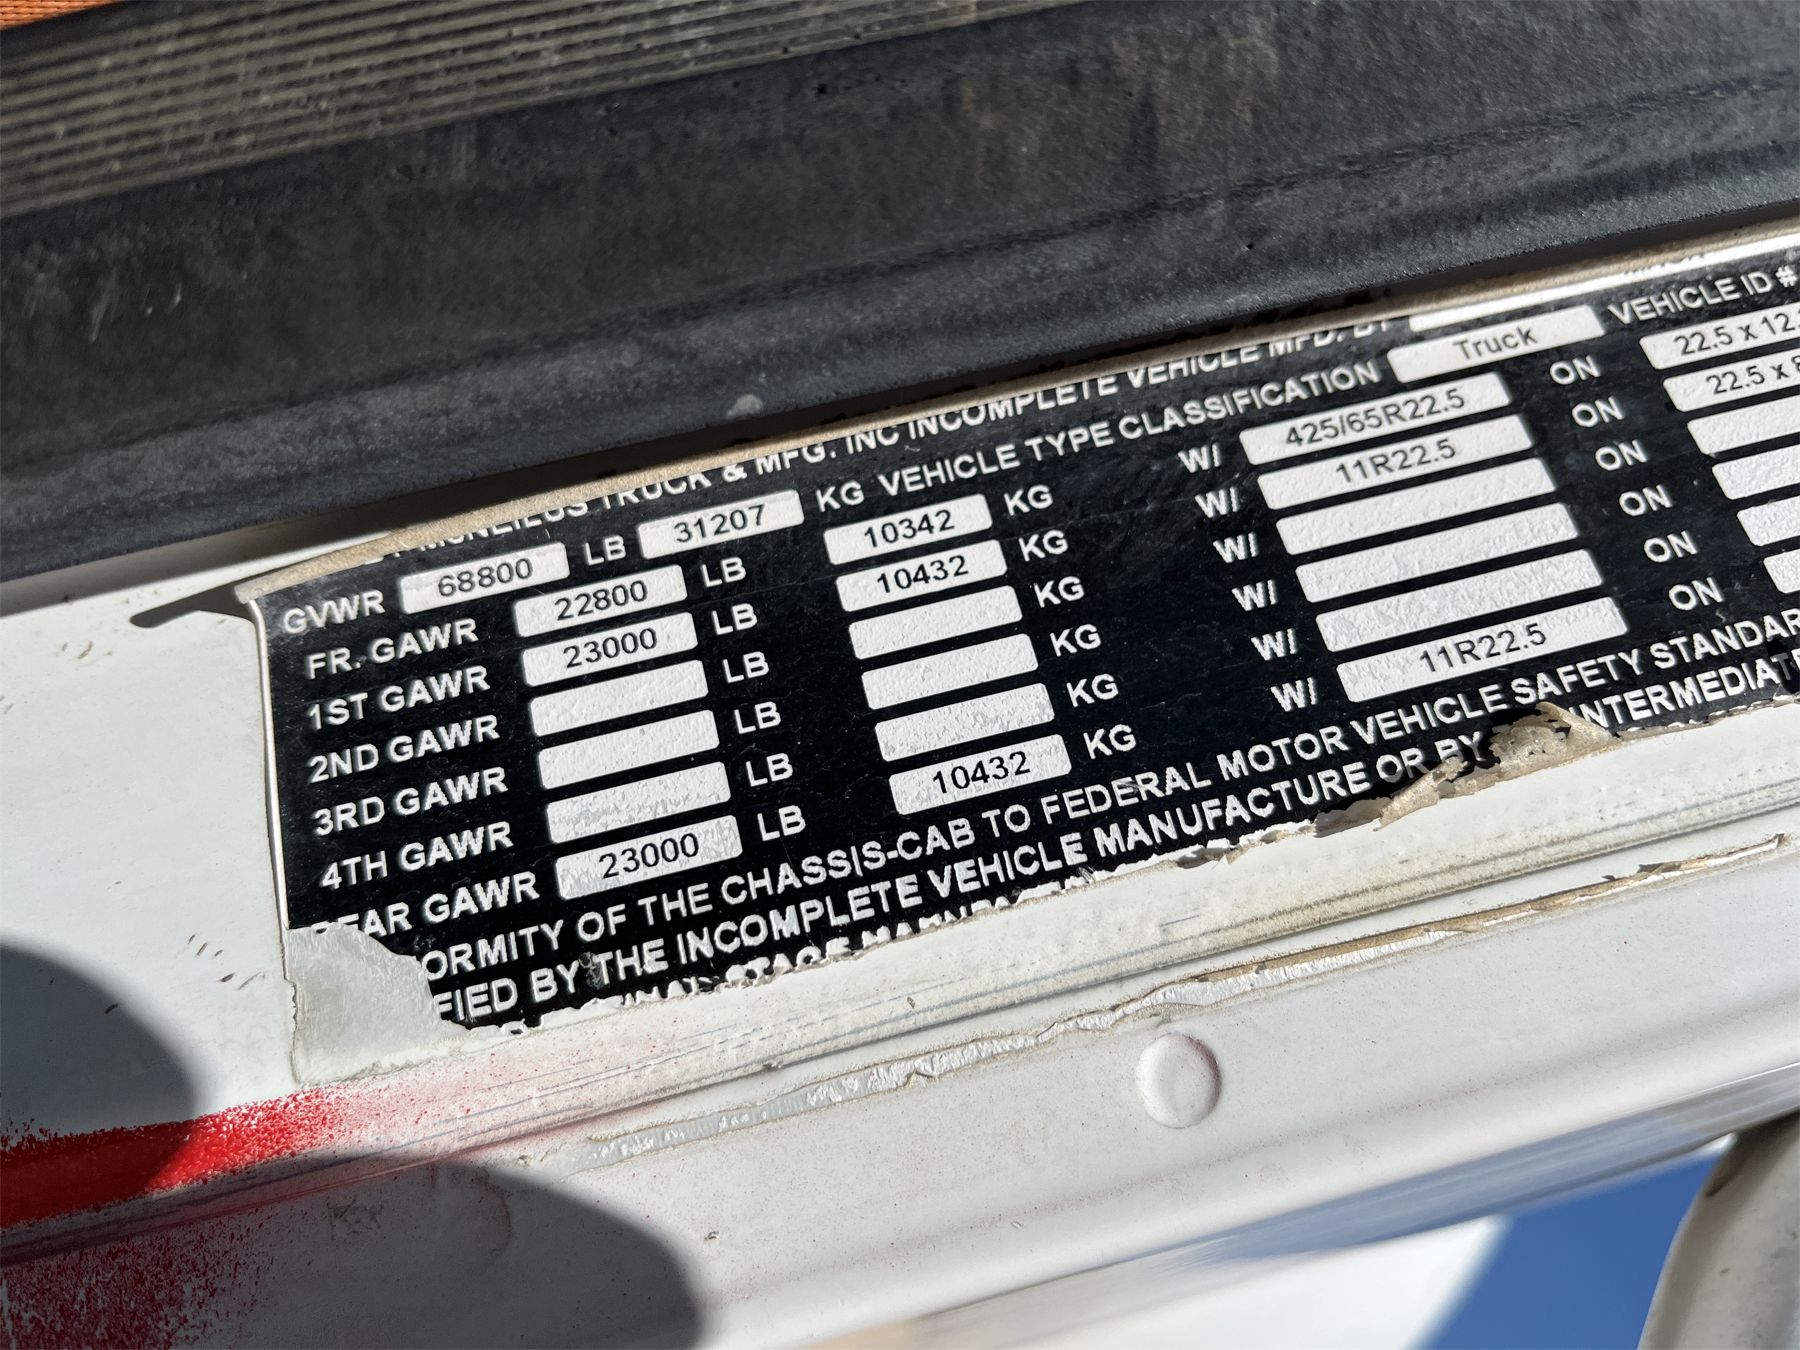 MCNEILUS TRUCK & MFG. INC INCOMPLETE VEHICLE MFD. BY
GVWR 68800 LB 31207 KG VEHICLE TYPE CLASSIFICATION Truck VEHICLE ID #
FR. GAWR 22800 LB 10342 KG W/ 425/65R22.5 ON 22.5 x 12.
1ST GAWR 23000 LB 10432 KG W/ 11R22.5 ON 22.5 x 8
2ND GAWR LB KG W/ ON
3RD GAWR LB KG W/ ON
4TH GAWR LB KG W/ ON
REAR GAWR 23000 LB 10432 KG W/ 11R22.5 ON
ORMITY OF THE CHASSIS-CAB TO FEDERAL MOTOR VEHICLE SAFETY STANDAR
FIED BY THE INCOMPLETE VEHICLE MANUFACTURE OR BY INTERMEDIATE